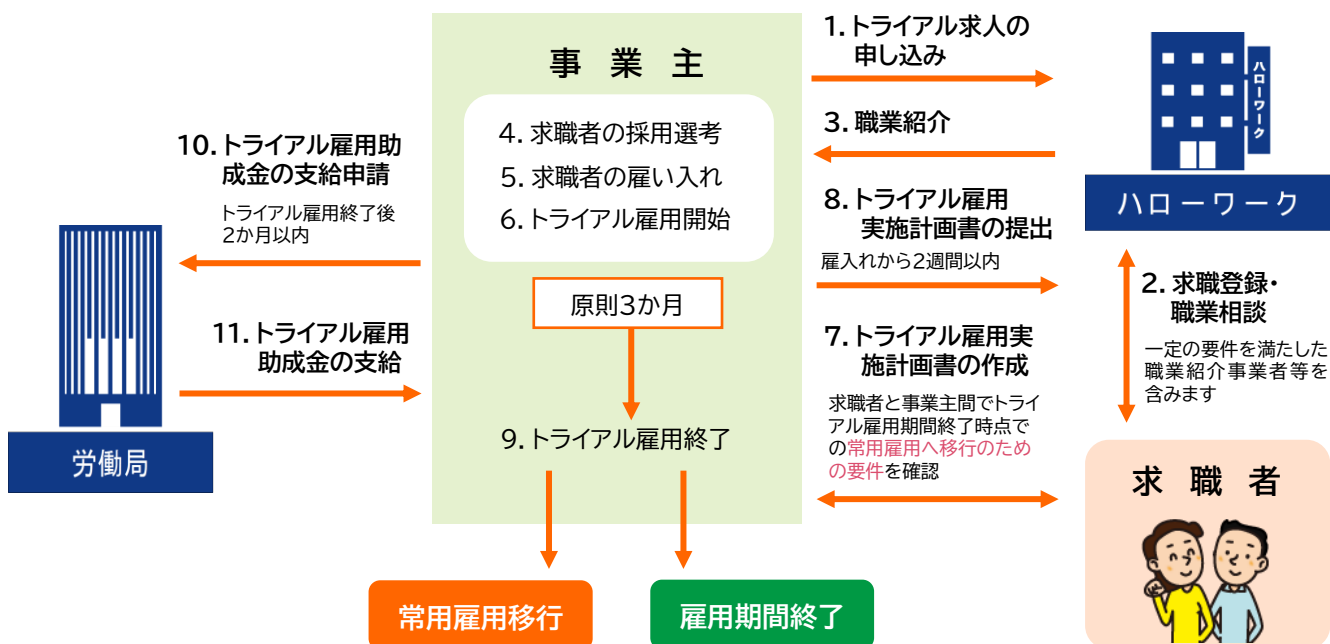 事業主
4. 求職者の採用選考
5. 求職者の雇い入れ
6. トライアル雇用開始
原則3か月
9. トライアル雇用終了
常用雇用移行
雇用期間終了
1. トライアル求人の
申し込み
3. 職業紹介
8. トライアル雇用
実施計画書の提出
雇入れから2週間以内
7. トライアル雇用実
施計画書の作成
求職者と事業主間でトライ
アル雇用期間終了時点で
の常用雇用へ移行のため
の要件を確認
ハローワーク
ハローワーク
2. 求職登録・
職業相談
一定の要件を満たした
職業紹介事業者等を
含みます
求職者
10. トライアル雇用助
成金の支給申請
トライアル雇用終了後
2か月以内
11. トライアル雇用
助成金の支給
労働局